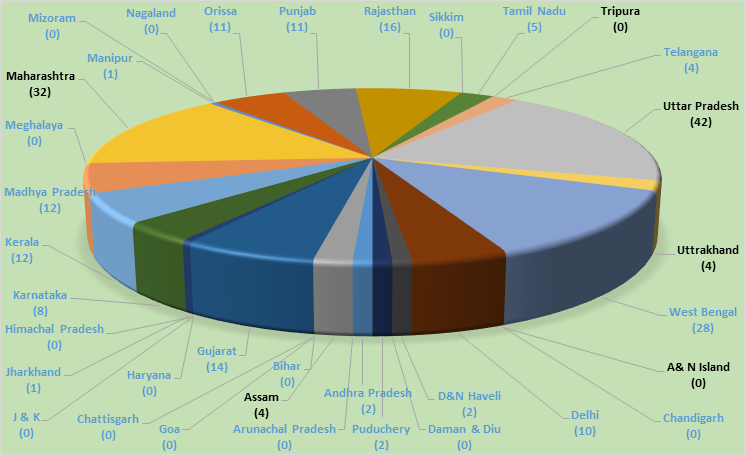 Mizoram
(0)
Nagaland
(0)
Orissa
(11)
Punjab
(11)
Rajasthan
(16)
Sikkim
(0)
Tamil Nadu
(5)
Tripura
(0)
Manipur
(1)
Telangana
(4)
Maharashtra
(32)
Uttar Pradesh
(42)
Meghalaya
(0)
Madhya Pradesh
(12)
Kerala
(12)
Uttrakhand
(4)
Karnataka
(8)
West Bengal
(28)
Himachal Pradesh
(0)
Gujarat
(14)
Jharkhand
(1)
Haryana
(0)
Bihar
(0)
A& N Island
(0)
Andhra Pradesh
(2)
Assam
(4)
D&N Haveli
(2)
J & K
(0)
Chattisgarh
(0)
Goa
(0)
Arunachal Pradesh
(0)
Puduchery
(2)
Daman & Diu
(0)
Delhi
(10)
Chandigarh
(0)